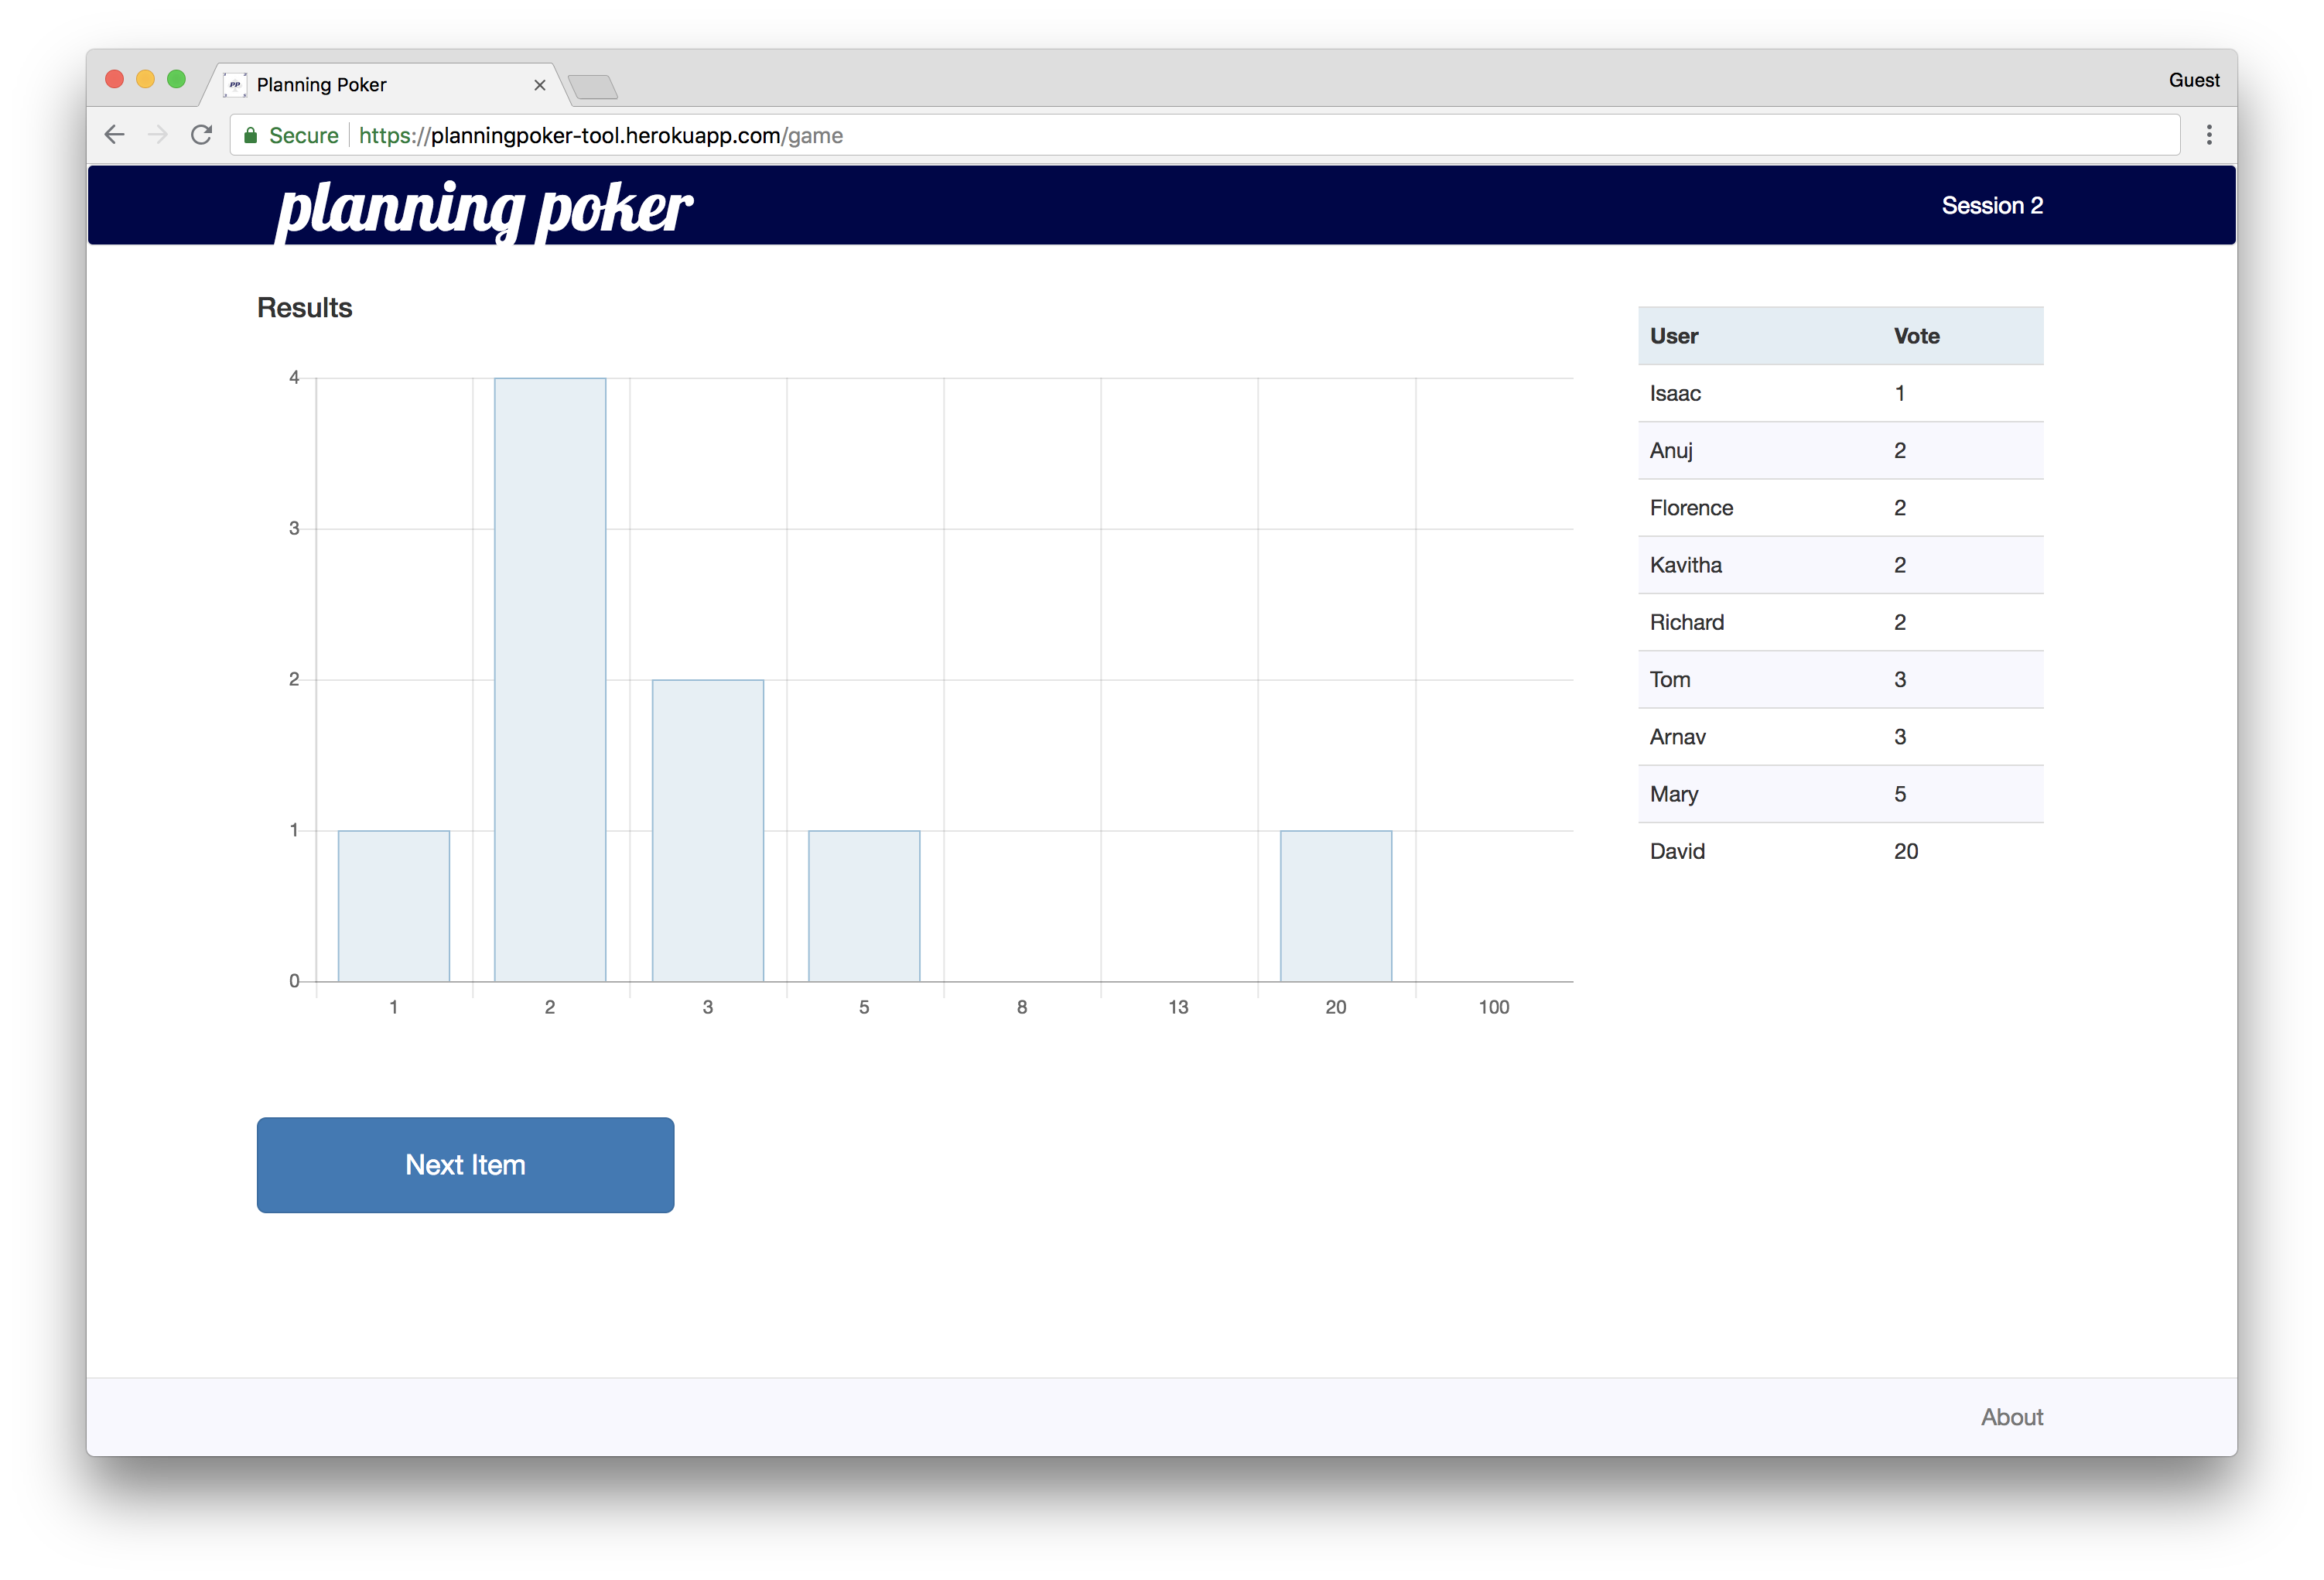 Planning Poker
Guest
Secure https://planningpoker-tool.herokuapp.com/game
planning poker
Session 2
Results
4
3
2
1
0
1 2 3 5 8 13 20 100
User Vote
Isaac 1
Anuj 2
Florence 2
Kavitha 2
Richard 2
Tom 3
Arnav 3
Mary 5
David 20
Next Item
About